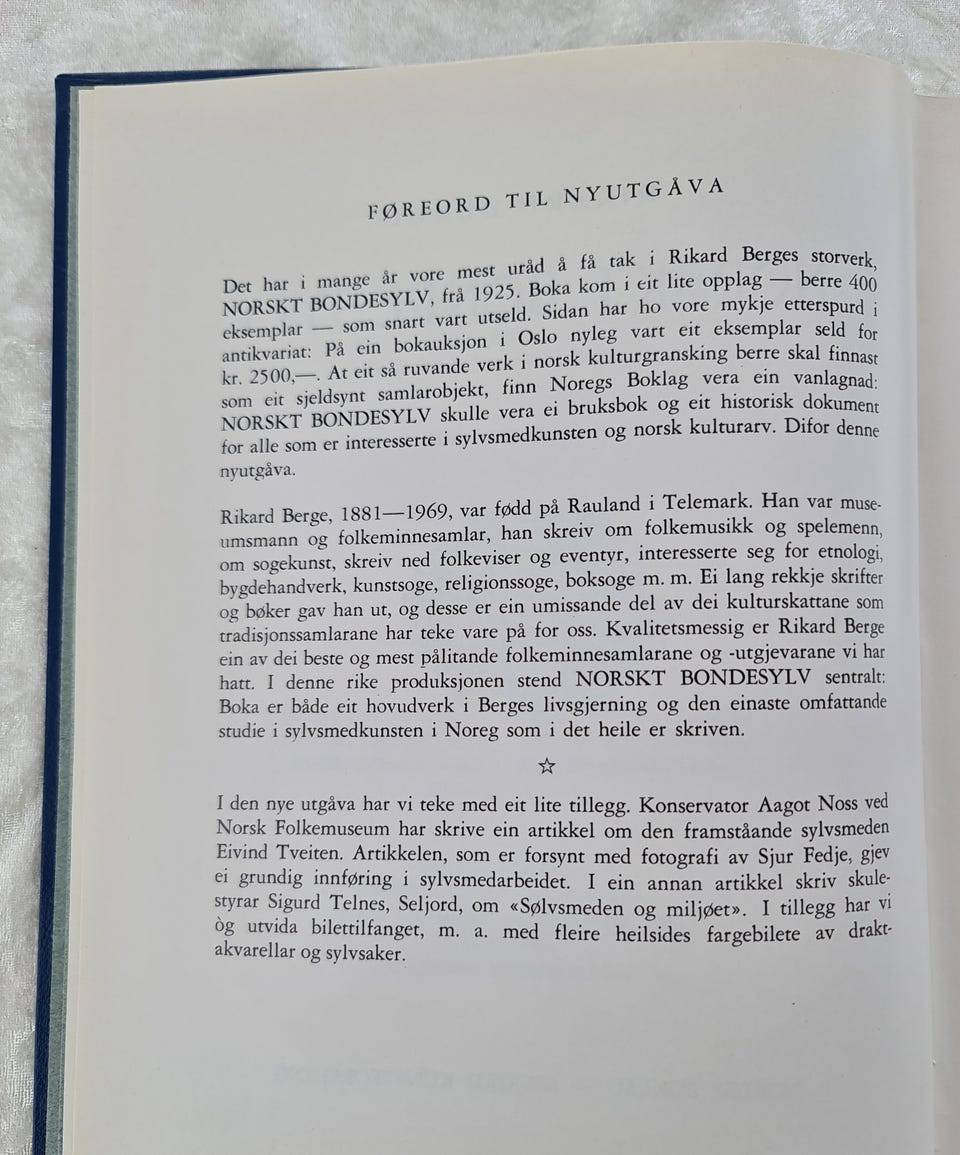 FØREORD TIL NYUTGÅVA
Det har i mange år vore mest uråd å få tak i Rikard Berges storverk,
NORSKT BONDESYLV, frå 1925. Boka kom i eit lite opplag — berre 400
eksemplar — som snart vart utseld. Sidan har ho vore mykje etterspurd i
antikvariat: På ein bokauksjon i Oslo nyleg vart eit eksemplar seld for
kr. 2500,—. At eit så ruvande verk i norsk kulturgransking berre skal finnast
som eit sjeldsynt samlarobjekt, finn Noregs Boklag vera ein vanlagnad:
NORSKT BONDESYLV skulle vera ei bruksbok og eit historisk dokument
for alle som er interesserte i sylvsmedkunsten og norsk kulturarv. Difor denne
nyutgåva.
Rikard Berge, 1881—1969, var fødd på Rauland i Telemark. Han var muse-
umsmann og folkeminnesamlar, han skreiv om folkemusikk og spelemenn,
om sogekunst, skreiv ned folkeviser og eventyr, interesserte seg for etnologi,
bygdehandverk, kunstsoge, religionssoge, boksoge m. m. Ei lang rekkje skrifter
og bøker gav han ut, og desse er ein umissande del av dei kulturskattane som
tradisjonssamlarane har teke vare på for oss. Kvalitetsmessig er Rikard Berge
ein av dei beste og mest pålitande folkeminnesamlarane og -utgjevarane vi har
hatt. I denne rike produksjonen stend NORSKT BONDESYLV sentralt:
Boka er både eit hovudverk i Berges livsgjerning og den einaste omfattande
studie i sylvsmedkunsten i Noreg som i det heile er skriven.
☆
I den nye utgåva har vi teke med eit lite tillegg. Konservator Aagot Noss ved
Norsk Folkemuseum har skrive ein artikkel om den framståande sylvsmeden
Eivind Tveiten. Artikkelen, som er forsynt med fotografi av Sjur Fedje, gjev
ei grundig innføring i sylvsmedarbeidet. I ein annan artikkel skriv skule-
styrar Sigurd Telnes, Seljord, om «Sølvsmeden og miljøet». I tillegg har vi
òg utvida bilettilfanget, m. a. med fleire heilsides fargebilete av drakt-
akvarellar og sylvsaker.